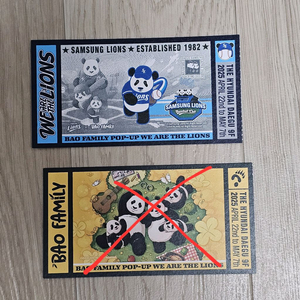 WE ARE THE LIONS
SAMSUNG LIONS ★ ESTABLISHED 1982
Lions
BAO FAMILY
SAMSUNG LIONS
BAO FAMILY POP-UP WE ARE THE LIONS
THE HYUNDAI DAEGU 9F
2025 APRIL 22nd to MAY 7th
BAO FAMILY
BAO FAMILY POP-UP WE ARE THE LIONS
THE HYUNDAI DAEGU 9F
2025 APRIL 22nd to MAY 7th